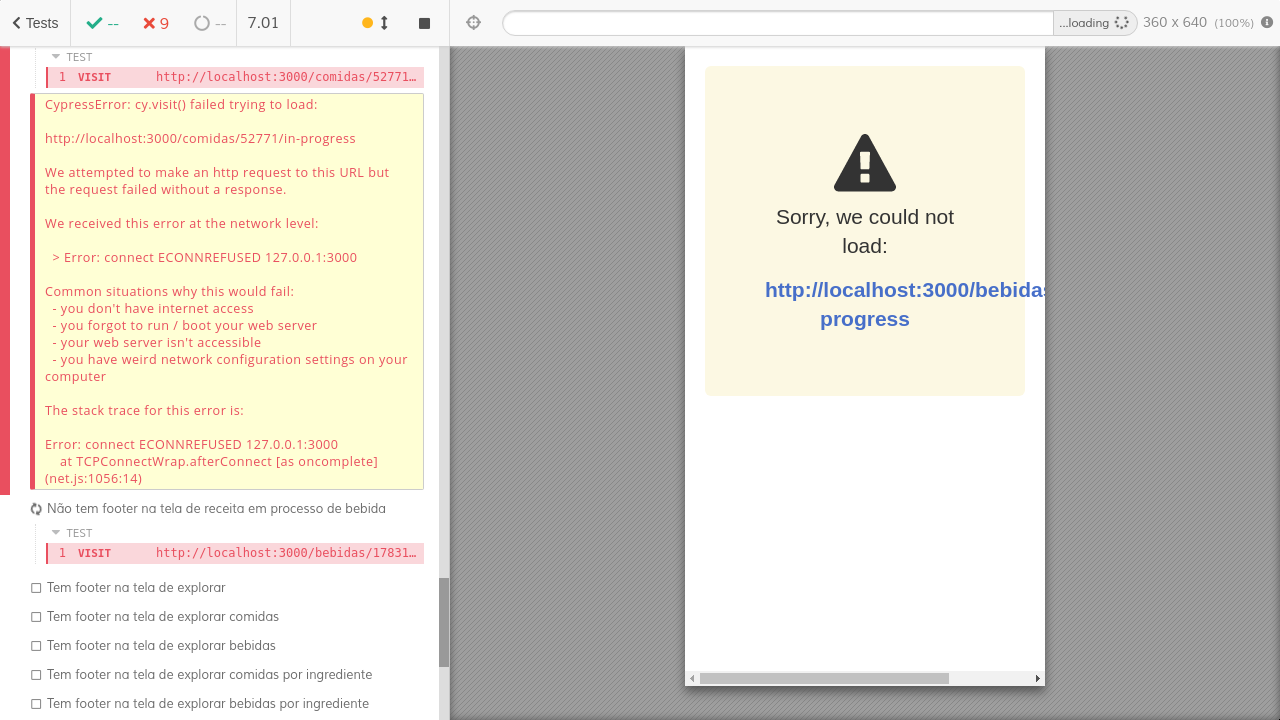 Tests
--
9
--
7.01
...loading
360 x 640 (100%)
TEST
1 VISIT http://localhost:3000/comidas/52771…
CypressError: cy.visit() failed trying to load:
http://localhost:3000/comidas/52771/in-progress
We attempted to make an http request to this URL but
the request failed without a response.
We received this error at the network level:
> Error: connect ECONNREFUSED 127.0.0.1:3000
Common situations why this would fail:
- you don't have internet access
- you forgot to run / boot your web server
- your web server isn't accessible
- you have weird network configuration settings on your
computer
The stack trace for this error is:
Error: connect ECONNREFUSED 127.0.0.1:3000
at TCPConnectWrap.afterConnect [as oncomplete]
(net.js:1056:14)
Não tem footer na tela de receita em processo de bebida
TEST
1 VISIT http://localhost:3000/bebidas/17831…
Tem footer na tela de explorar
Tem footer na tela de explorar comidas
Tem footer na tela de explorar bebidas
Tem footer na tela de explorar comidas por ingrediente
Tem footer na tela de explorar bebidas por ingrediente
Sorry, we could not
load:
http://localhost:3000/bebidas
progress